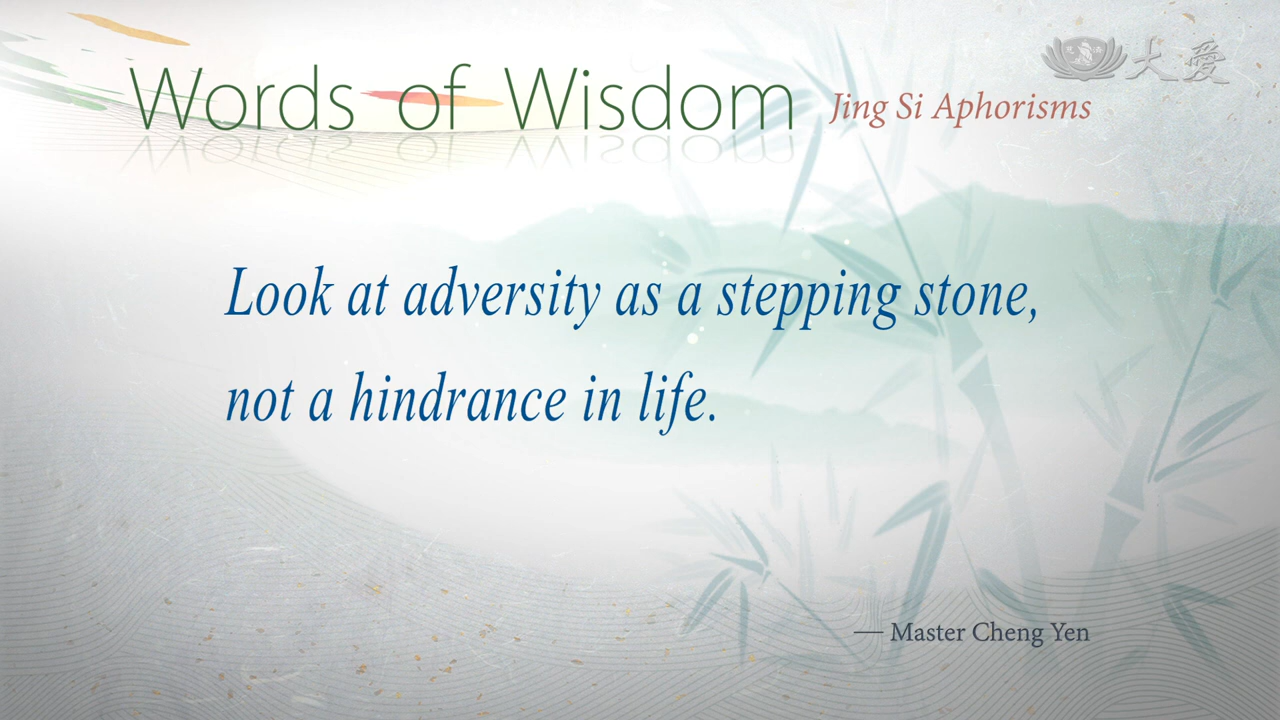 Words of Wisdom Jing Si Aphorisms
大愛
Look at adversity as a stepping stone,
not a hindrance in life.
— Master Cheng Yen